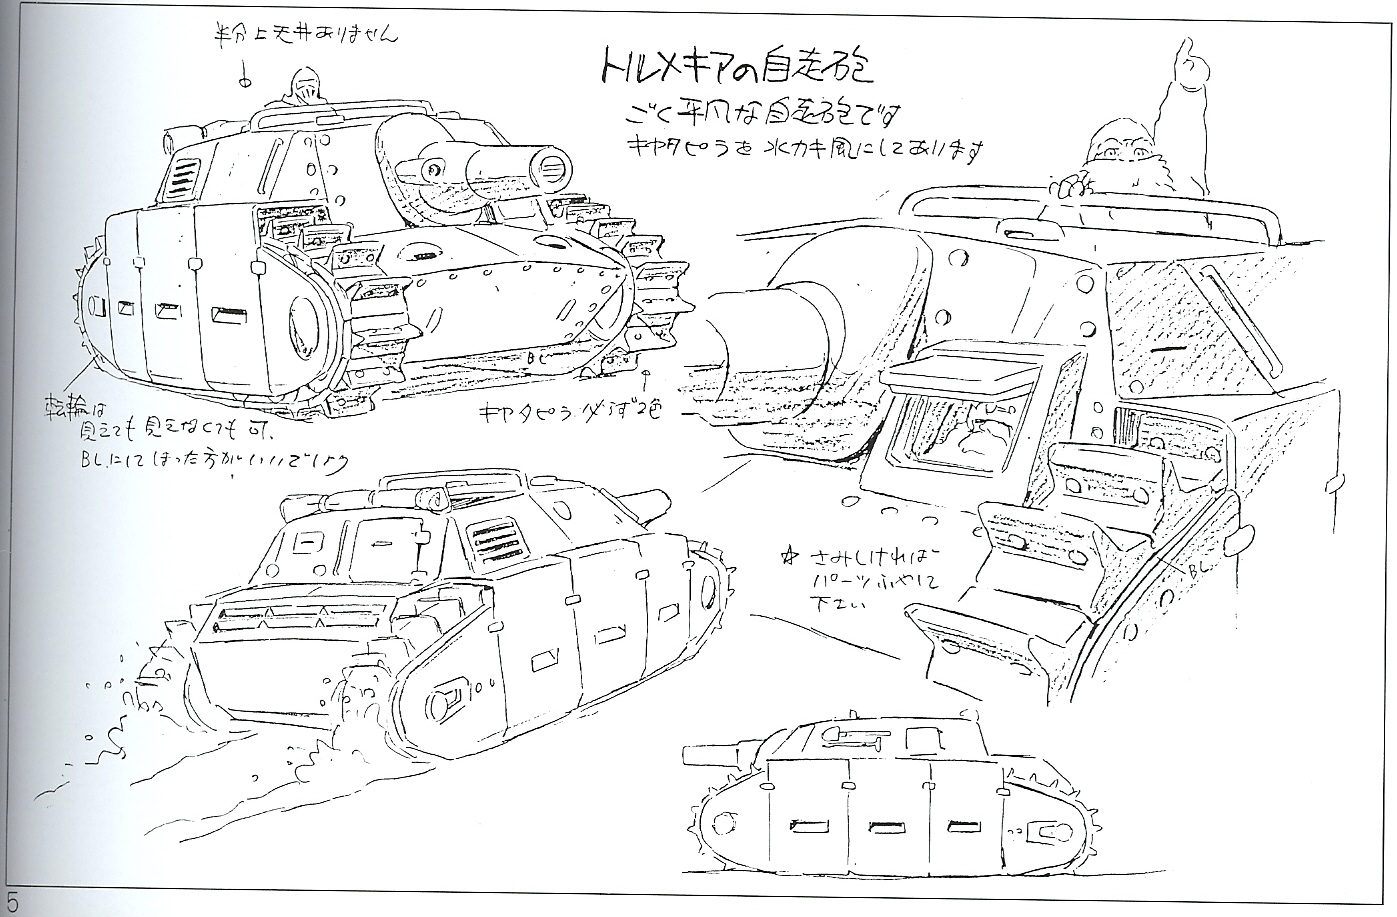 半分上天井ありません
トルメキアの自走砲
ごく平凡な自走砲です
キャタピラを水カキ風にしてあります
転輪は
見えても見えなくても可、
BLにしてしまった方がいいでしょう
キャタピラ必ず2色
BL
☆ さみしければ
パーツふやして
下さい
BL
5